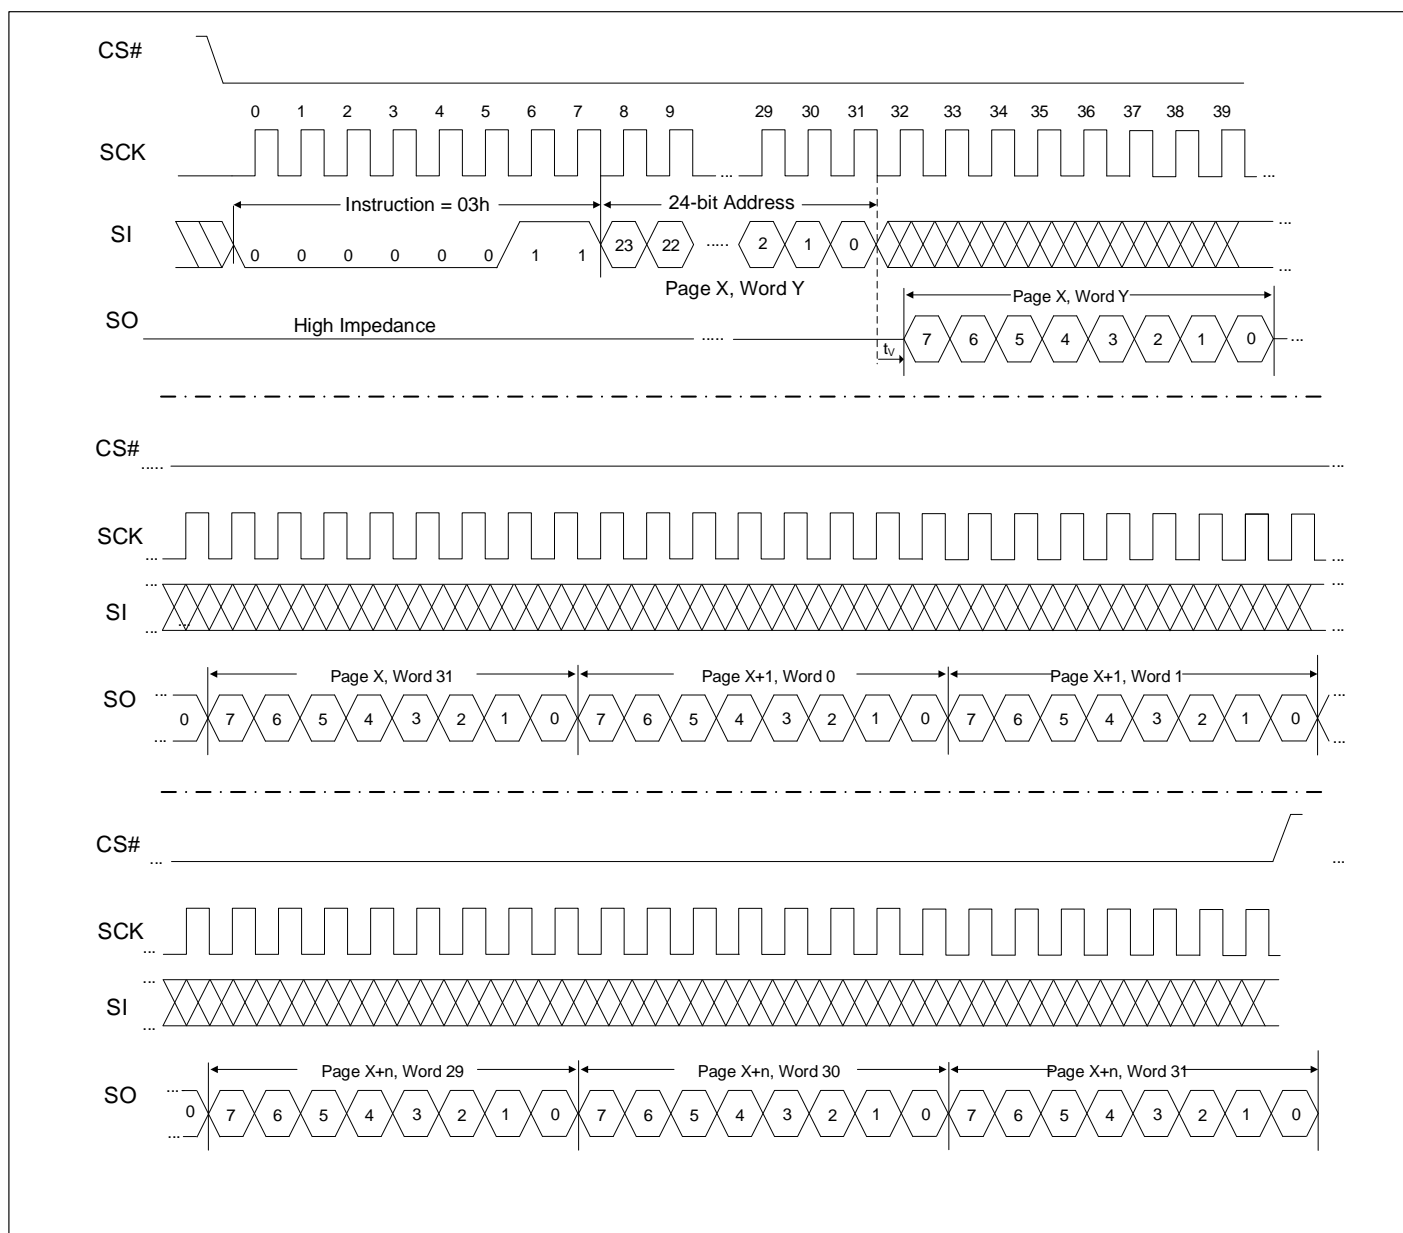 CS#
0 1 2 3 4 5 6 7 8 9 29 30 31 32 33 34 35 36 37 38 39
SCK ... ...
Instruction = 03h 24-bit Address
SI 0 0 0 0 0 0 1 1 23 22 ..... 2 1 0 ... ...
Page X, Word Y
Page X, Word Y
SO High Impedance ..... 7 6 5 4 3 2 1 0 ...
tV
CS# ..... ...
SCK ... ...
SI ... ... ... ... ...
Page X, Word 31 Page X+1, Word 0 Page X+1, Word 1
SO ... ... 0 7 6 5 4 3 2 1 0 7 6 5 4 3 2 1 0 7 6 5 4 3 2 1 0 ... ...
CS# ... ...
SCK ...
SI ... ...
Page X+n, Word 29 Page X+n, Word 30 Page X+n, Word 31
SO ... ... 0 7 6 5 4 3 2 1 0 7 6 5 4 3 2 1 0 7 6 5 4 3 2 1 0